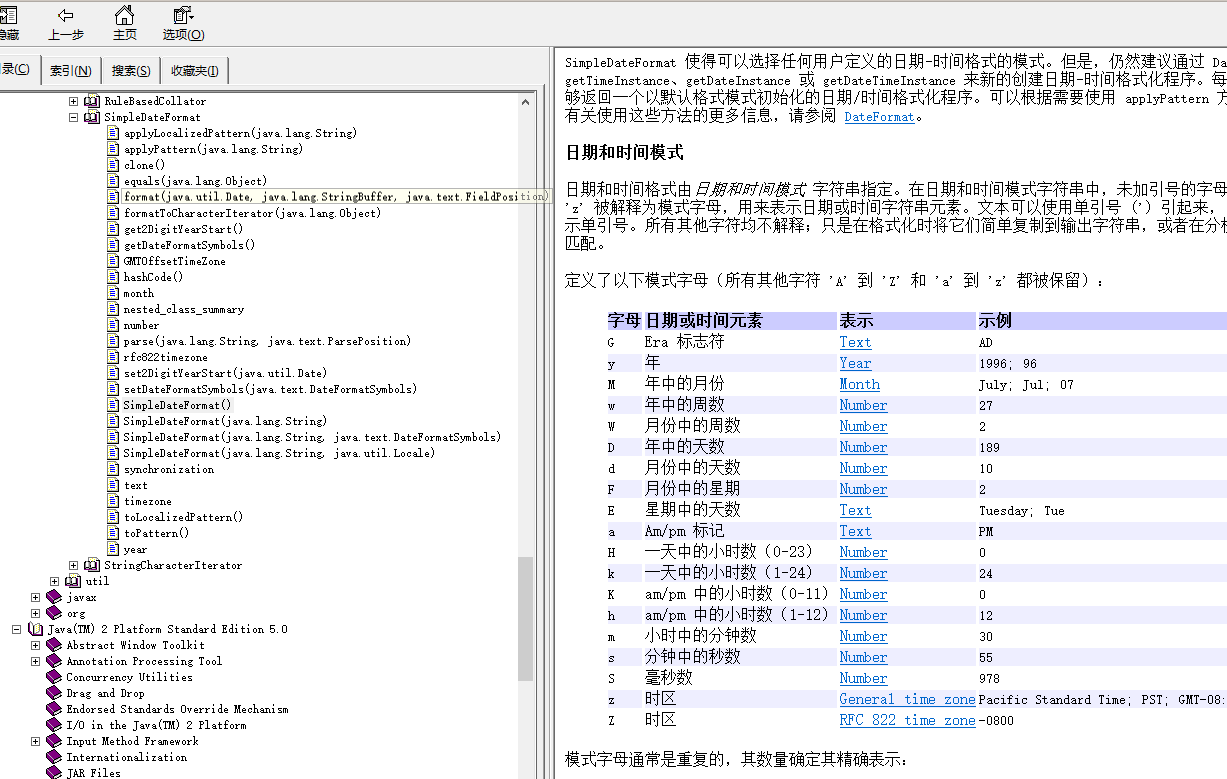 隐藏 上一步 主页 选项(O)
录(C) 索引(N) 搜索(S) 收藏夹(I)
RuleBasedCollator
SimpleDateFormat
applyLocalizedPattern(java.lang.String)
applyPattern(java.lang.String)
clone()
equals(java.lang.Object)
format(java.util.Date, java.lang.StringBuffer, java.text.FieldPosition)
formatToCharacterIterator(java.lang.Object)
get2DigitYearStart()
getDateFormatSymbols()
GMTOffsetTimeZone
hashCode()
month
nested_class_summary
number
parse(java.lang.String, java.text.ParsePosition)
rfc822timezone
set2DigitYearStart(java.util.Date)
setDateFormatSymbols(java.text.DateFormatSymbols)
SimpleDateFormat()
SimpleDateFormat(java.lang.String)
SimpleDateFormat(java.lang.String, java.text.DateFormatSymbols)
SimpleDateFormat(java.lang.String, java.util.Locale)
synchronization
text
timezone
toLocalizedPattern()
toPattern()
year
StringCharacterIterator
util
javax
org
Java(TM) 2 Platform Standard Edition 5.0
Abstract Window Toolkit
Annotation Processing Tool
Concurrency Utilities
Drag and Drop
Endorsed Standards Override Mechanism
I/O in the Java(TM) 2 Platform
Input Method Framework
Internationalization
JAR Files
SimpleDateFormat 使得可以选择任何用户定义的日期-时间格式的模式。但是，仍然建议通过 Da
getTimeInstance、getDateInstance 或 getDateTimeInstance 来新的创建日期-时间格式化程序。每
够返回一个以默认格式模式初始化的日期/时间格式化程序。可以根据需要使用 applyPattern 方
有关使用这些方法的更多信息，请参阅 DateFormat。
日期和时间模式
日期和时间格式由 日期和时间模式 字符串指定。在日期和时间模式字符串中，未加引号的字母
'z' 被解释为模式字母，用来表示日期或时间字符串元素。文本可以使用单引号 (') 引起来，
示单引号。所有其他字符均不解释；只是在格式化时将它们简单复制到输出字符串，或者在分析
匹配。
定义了以下模式字母（所有其他字符 'A' 到 'Z' 和 'a' 到 'z' 都被保留）：
字母 日期或时间元素 表示 示例
G Era 标志符 Text AD
y 年 Year 1996; 96
M 年中的月份 Month July; Jul; 07
w 年中的周数 Number 27
W 月份中的周数 Number 2
D 年中的天数 Number 189
d 月份中的天数 Number 10
F 月份中的星期 Number 2
E 星期中的天数 Text Tuesday; Tue
a Am/pm 标记 Text PM
H 一天中的小时数（0-23） Number 0
k 一天中的小时数（1-24） Number 24
K am/pm 中的小时数（0-11） Number 0
h am/pm 中的小时数（1-12） Number 12
m 小时中的分钟数 Number 30
s 分钟中的秒数 Number 55
S 毫秒数 Number 978
z 时区 General time zone Pacific Standard Time; PST; GMT-08:
Z 时区 RFC 822 time zone -0800
模式字母通常是重复的，其数量确定其精确表示：